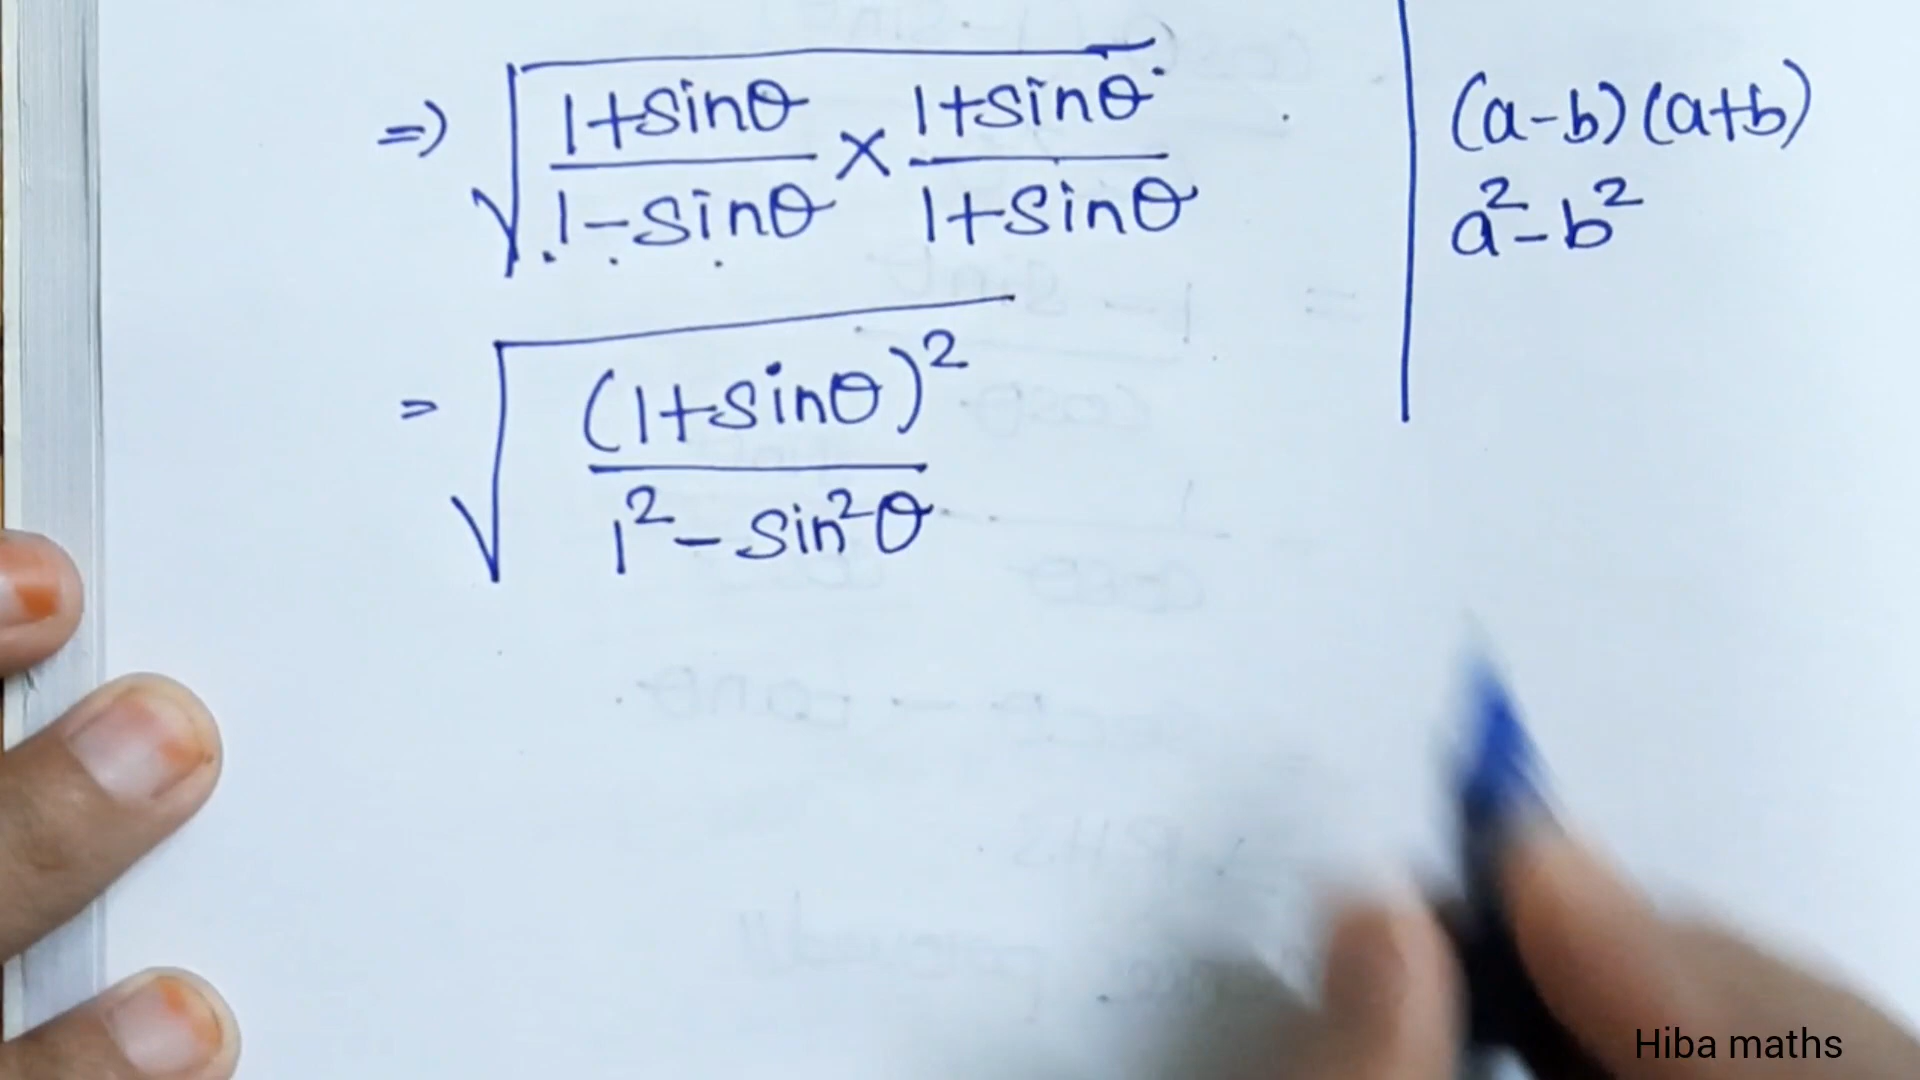 => √(1+sinθ/1-sinθ × 1+sinθ/1+sinθ)
= √((1+sinθ)²/1²-sin²θ)
(a-b)(a+b)
a²-b²
Hiba maths